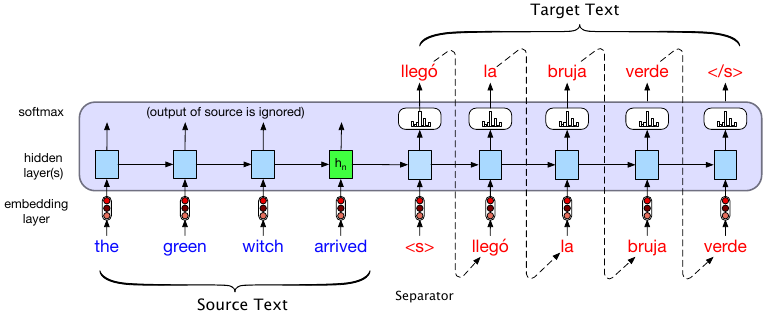 Target Text
llegó la bruja verde </s>
softmax (output of source is ignored)
hidden
layer(s)
hn
embedding
layer
the green witch arrived <s> llegó la bruja verde
Separator
Source Text